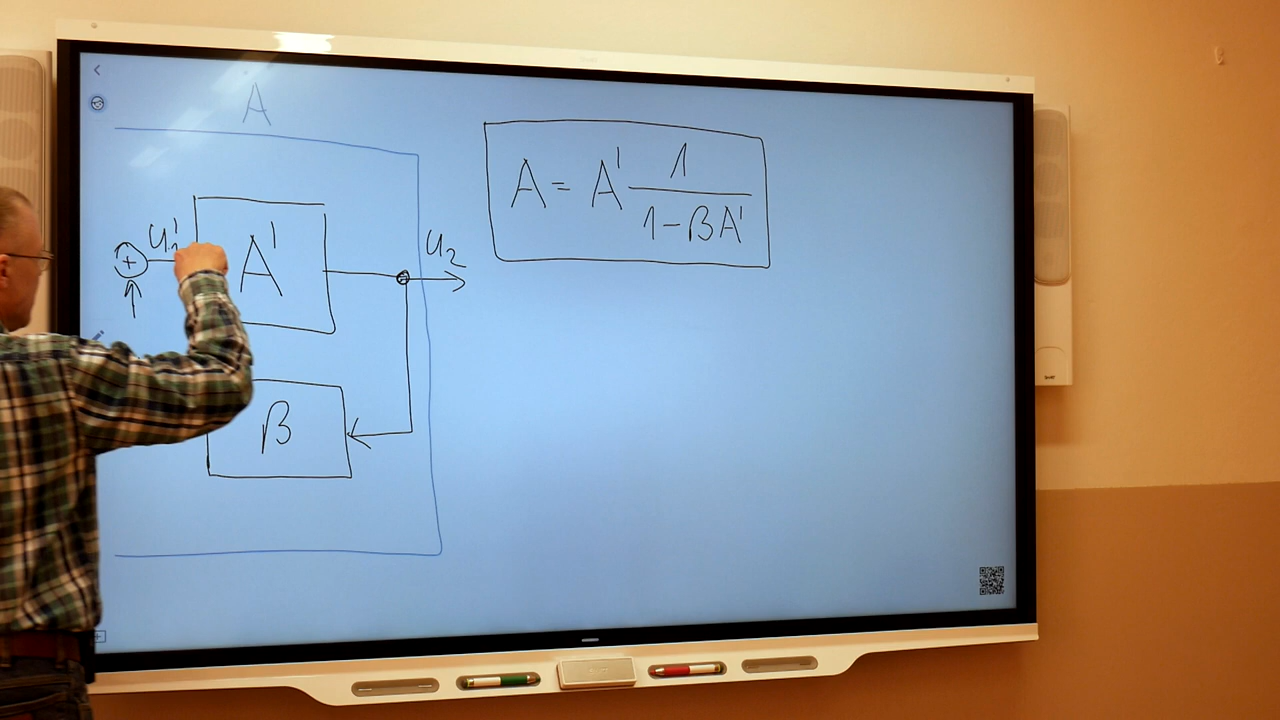 A
A = A' 1/(1-βA')
+
u₁'
A'
u₂
β